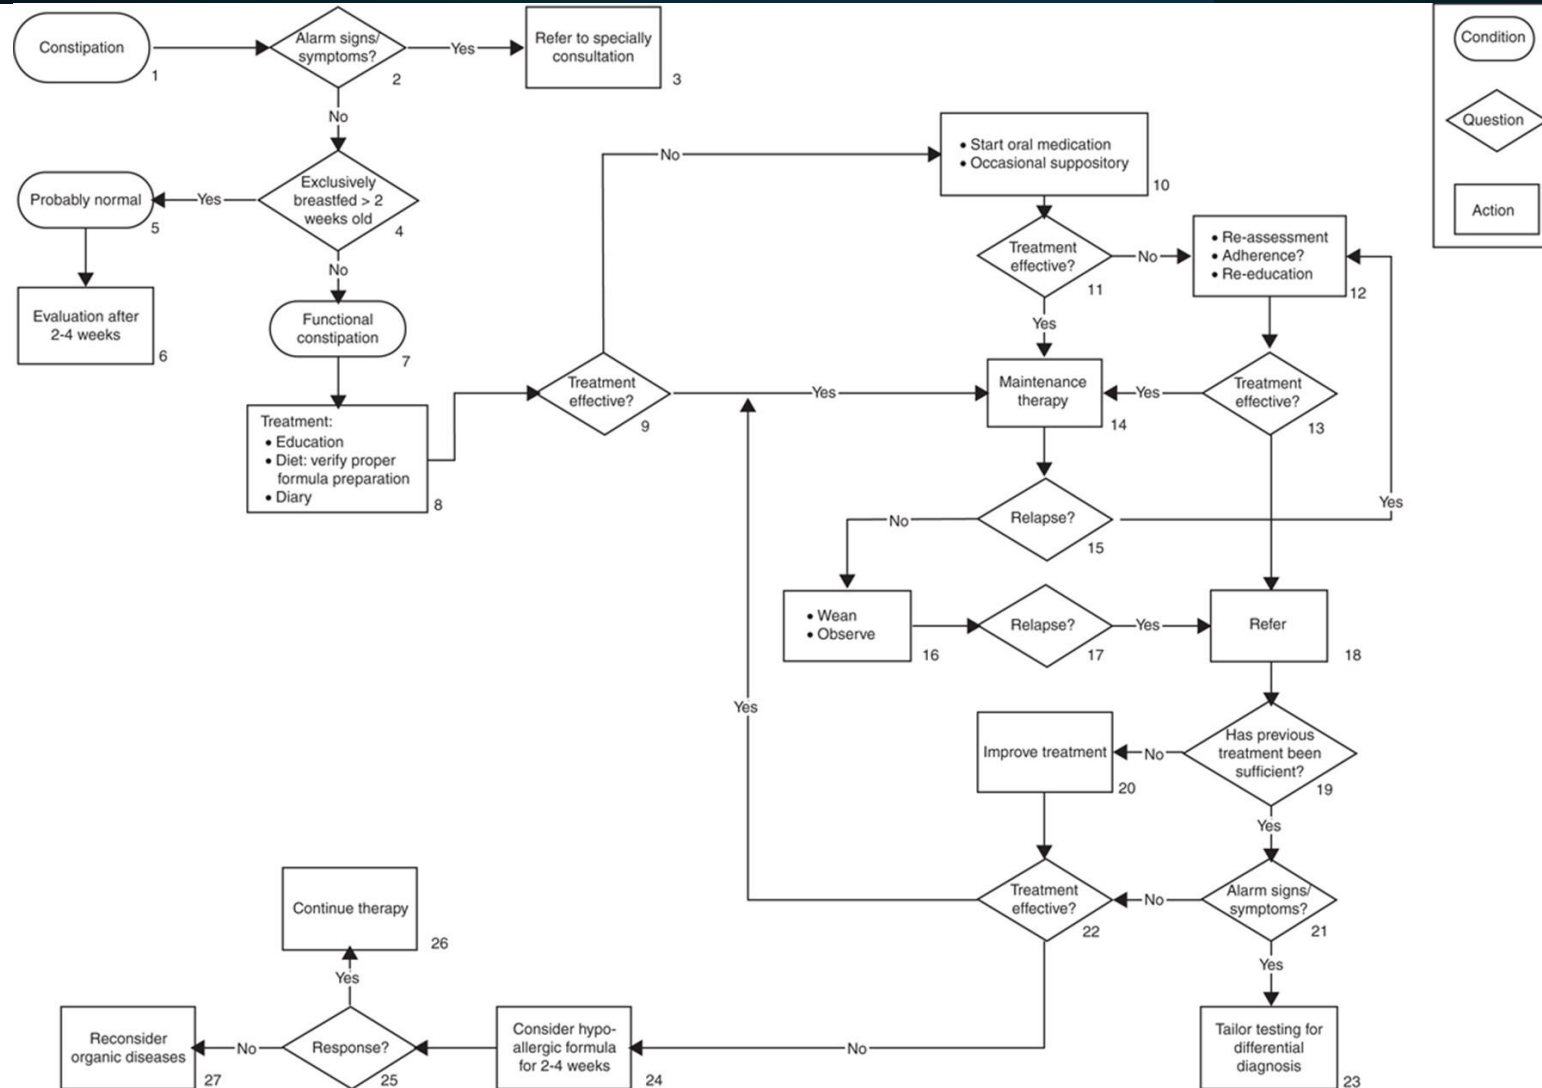 Constipation
1
Alarm signs/
symptoms?
2
Yes
Refer to specially
consultation
3
No
Exclusively
breastfed > 2
weeks old
4
Yes
Probably normal
5
Evaluation after
2-4 weeks
6
No
Functional
constipation
7
Treatment:
• Education
• Diet: verify proper
formula preparation
• Diary
8
Treatment
effective?
9
No
Yes
• Start oral medication
• Occasional suppository
10
Treatment
effective?
11
No
Yes
• Re-assessment
• Adherence?
• Re-education
12
Treatment
effective?
13
Yes
Maintenance
therapy
14
Relapse?
15
Yes
No
• Wean
• Observe
16
Relapse?
17
Yes
Refer
18
Has previous
treatment been
sufficient?
19
No
Improve treatment
20
Yes
Alarm signs/
symptoms?
21
No
Treatment
effective?
22
Yes
Yes
Tailor testing for
differential
diagnosis
23
No
Consider hypo-
allergic formula
for 2-4 weeks
24
Response?
25
Yes
Continue therapy
26
No
Reconsider
organic diseases
27
Condition
Question
Action